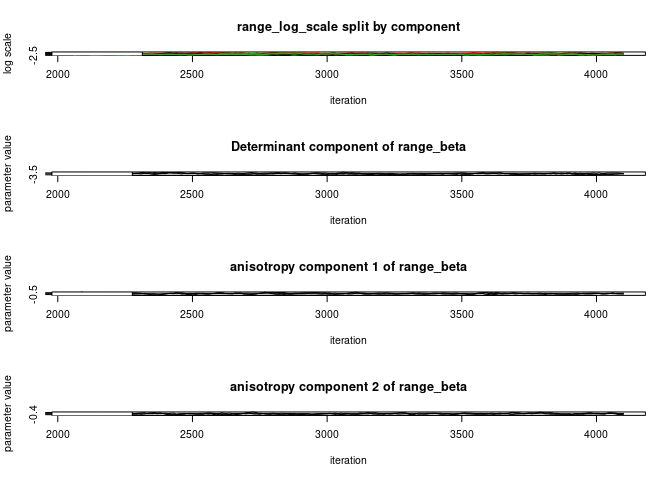 range_log_scale split by component
log scale
-2.5
2000 2500 3000 3500 4000
iteration
Determinant component of range_beta
parameter value
-3.5
2000 2500 3000 3500 4000
iteration
anisotropy component 1 of range_beta
parameter value
-0.5
2000 2500 3000 3500 4000
iteration
anisotropy component 2 of range_beta
parameter value
-0.4
2000 2500 3000 3500 4000
iteration